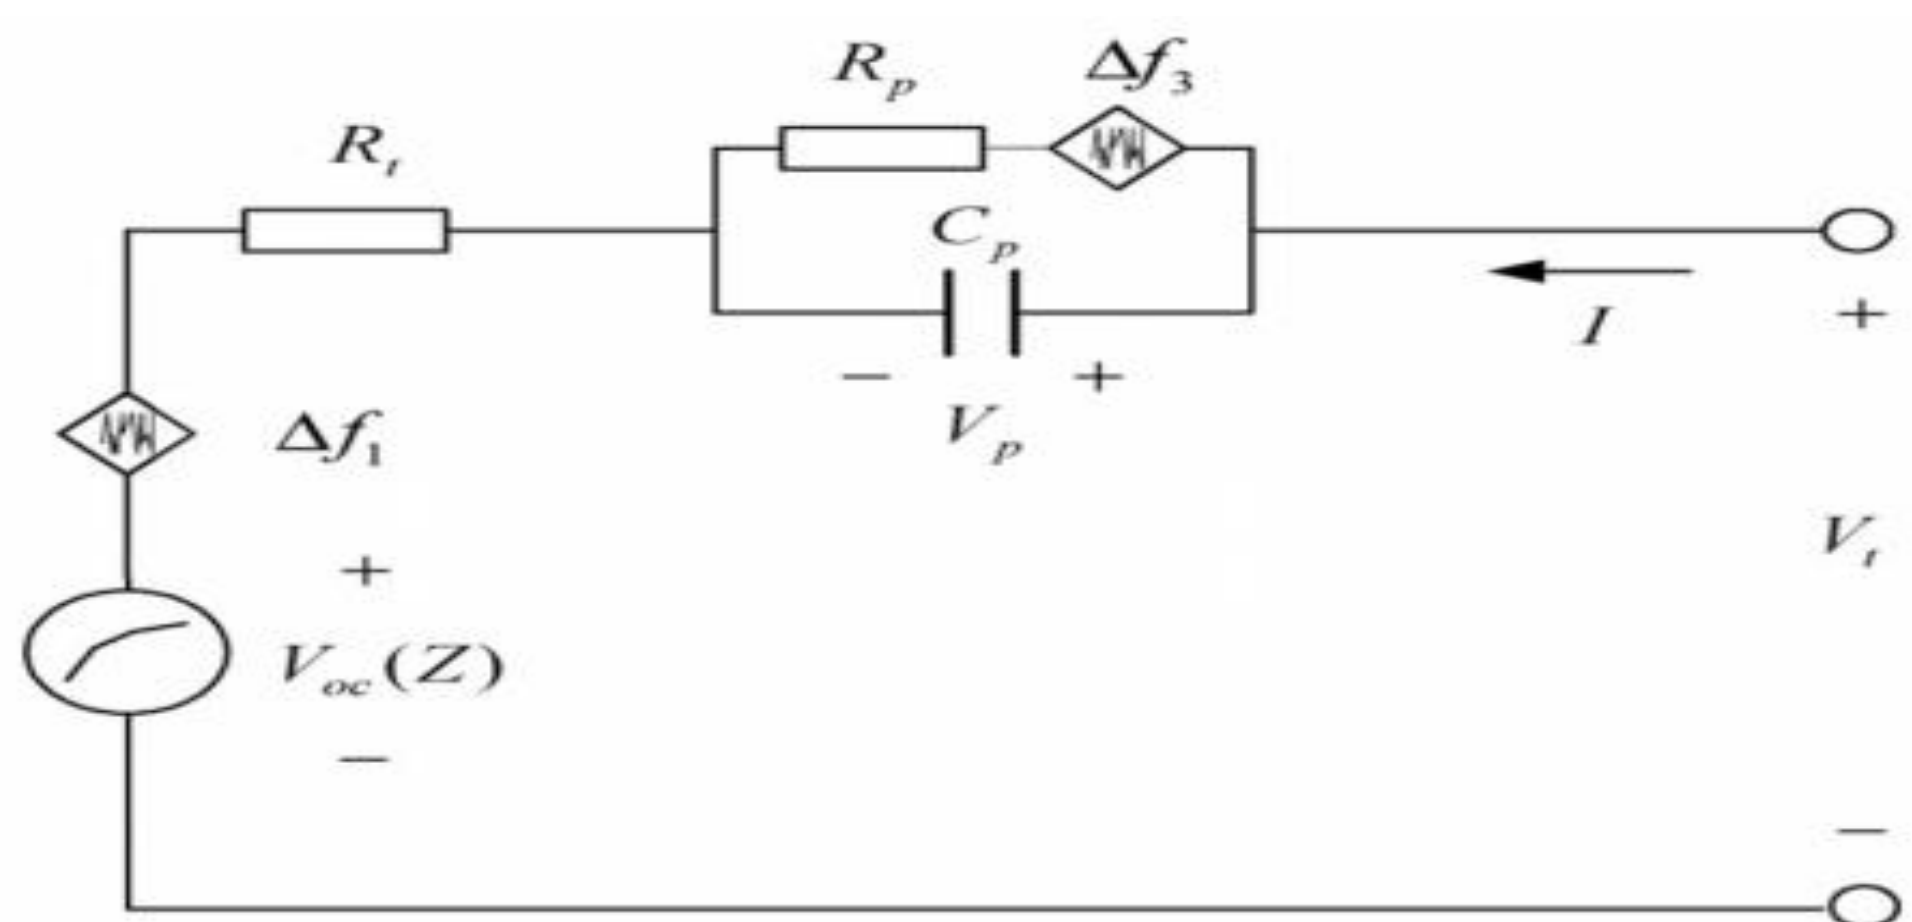 R_p Δf_3
R_t
C_p
I +
− +
V_p
Δf_1
+
V_t
V_oc(Z)
−
−